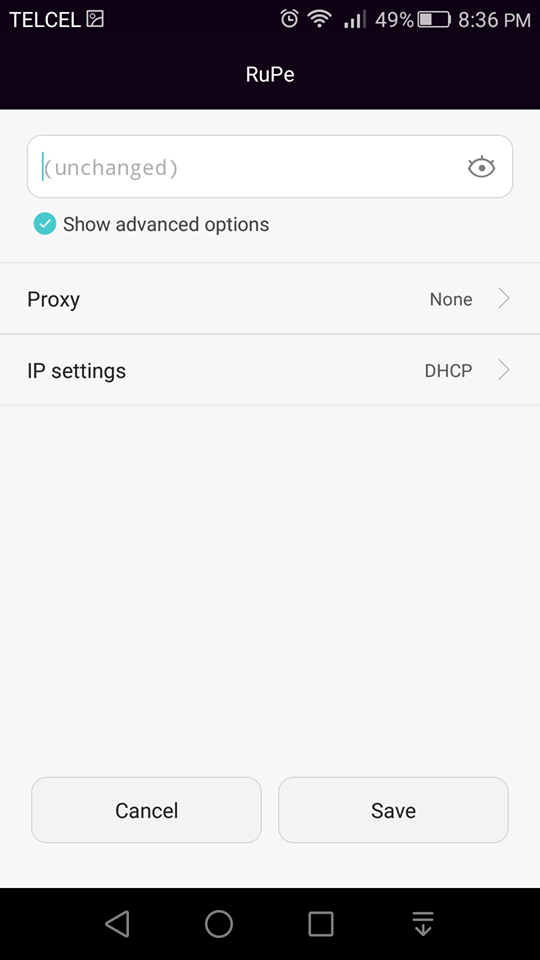 TELCEL 49% 8:36 PM
RuPe
(unchanged)
Show advanced options
Proxy None
IP settings DHCP
Cancel Save